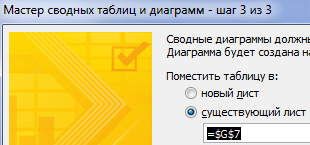 Мастер сводных таблиц и диаграмм - шаг 3 из 3
Сводные диаграммы должны
Диаграмма будет создана на
Поместить таблицу в:
новый лист
существующий лист
=$G$7